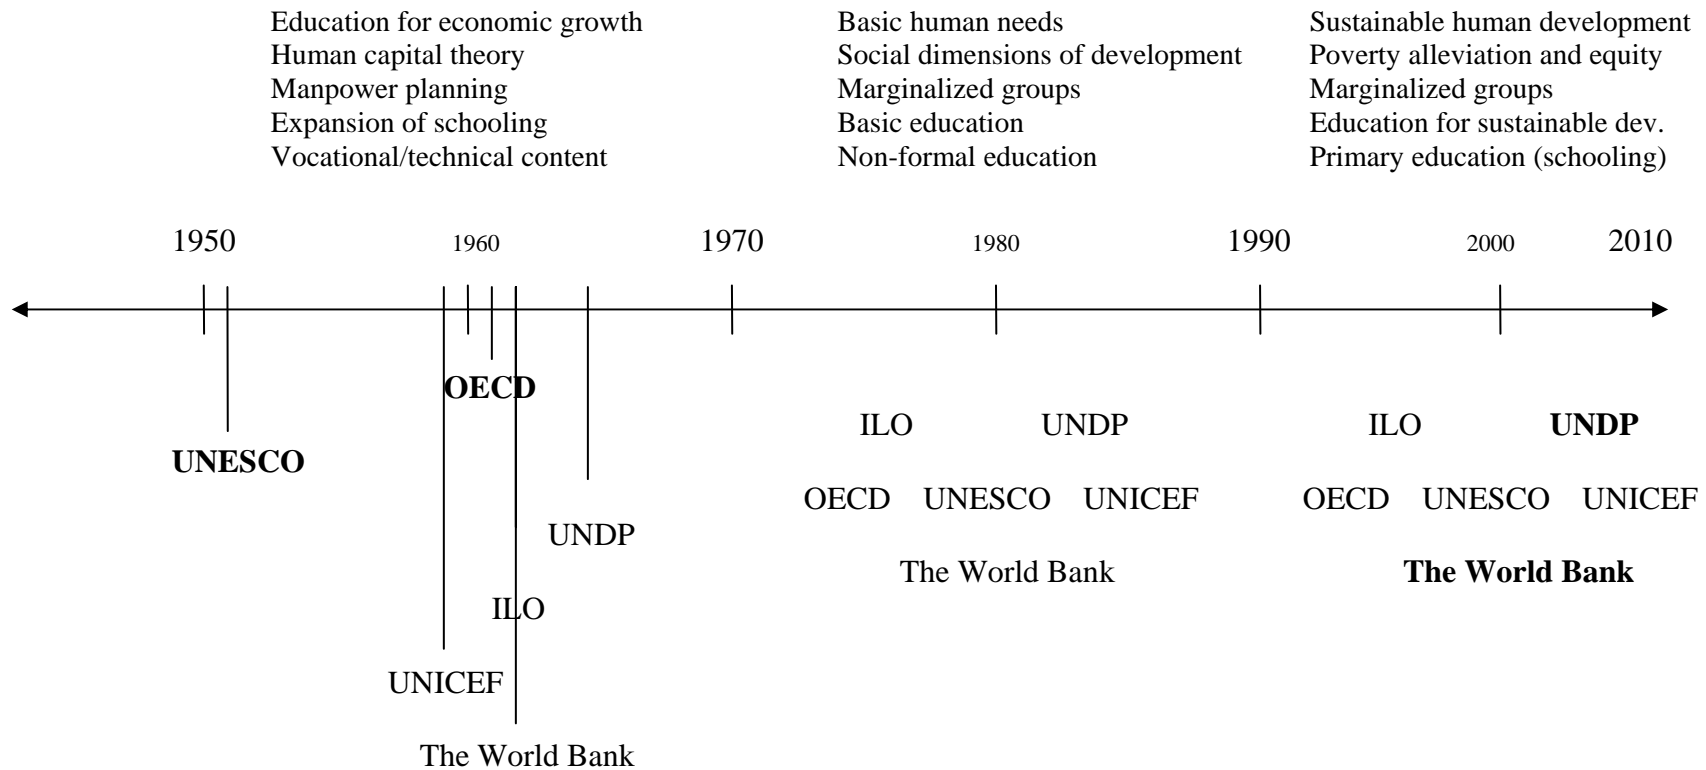 Education for economic growth
Human capital theory
Manpower planning
Expansion of schooling
Vocational/technical content
Basic human needs
Social dimensions of development
Marginalized groups
Basic education
Non-formal education
Sustainable human development
Poverty alleviation and equity
Marginalized groups
Education for sustainable dev.
Primary education (schooling)
1950 1960 1970 1980 1990 2000 2010
OECD
UNESCO
UNDP
ILO
UNICEF
The World Bank
ILO UNDP
OECD UNESCO UNICEF
The World Bank
ILO UNDP
OECD UNESCO UNICEF
The World Bank